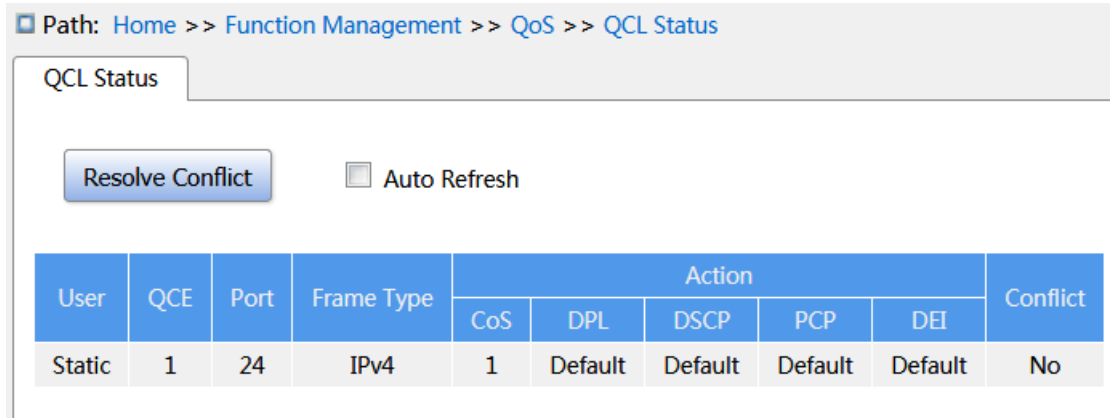 Path: Home >> Function Management >> QoS >> QCL Status
QCL Status
Resolve Conflict Auto Refresh
User QCE Port Frame Type Action Conflict
CoS DPL DSCP PCP DEI
Static 1 24 IPv4 1 Default Default Default Default No